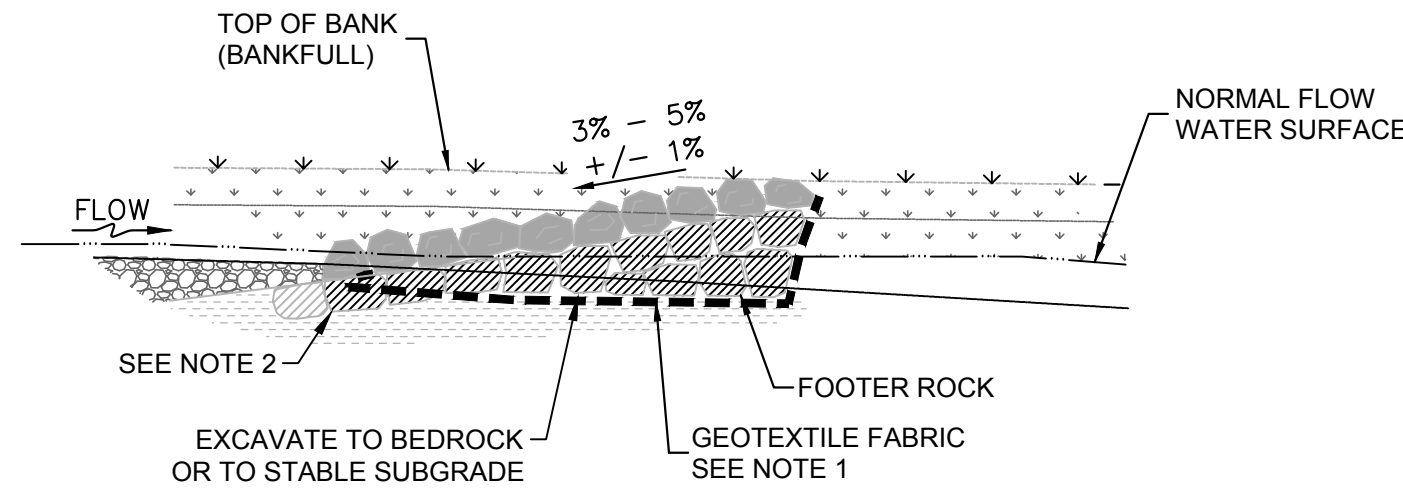 TOP OF BANK
(BANKFULL)
3% - 5%
+/- 1%
NORMAL FLOW
WATER SURFACE
FLOW
SEE NOTE 2
FOOTER ROCK
EXCAVATE TO BEDROCK
OR TO STABLE SUBGRADE
GEOTEXTILE FABRIC
SEE NOTE 1